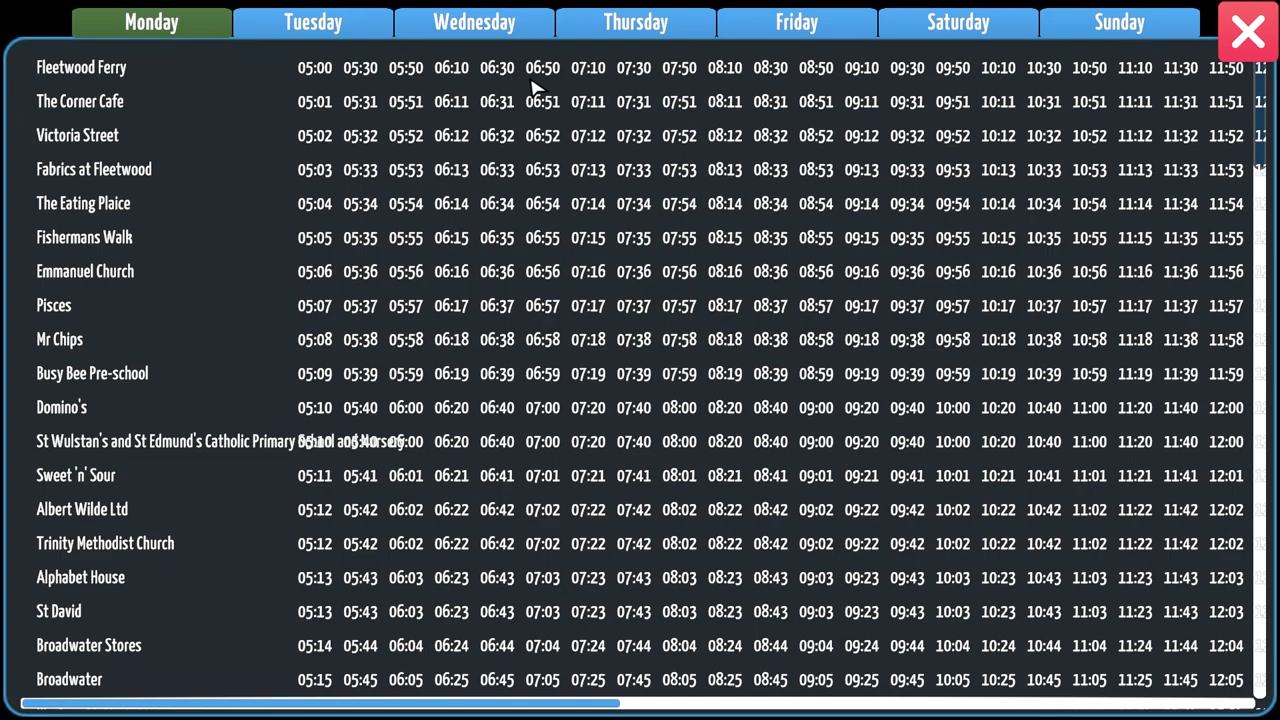 Monday Tuesday Wednesday Thursday Friday Saturday Sunday
Fleetwood Ferry 05:00 05:30 05:50 06:10 06:30 06:50 07:10 07:30 07:50 08:10 08:30 08:50 09:10 09:30 09:50 10:10 10:30 10:50 11:10 11:30 11:50
The Corner Cafe 05:01 05:31 05:51 06:11 06:31 06:51 07:11 07:31 07:51 08:11 08:31 08:51 09:11 09:31 09:51 10:11 10:31 10:51 11:11 11:31 11:51
Victoria Street 05:02 05:32 05:52 06:12 06:32 06:52 07:12 07:32 07:52 08:12 08:32 08:52 09:12 09:32 09:52 10:12 10:32 10:52 11:12 11:32 11:52
Fabrics at Fleetwood 05:03 05:33 05:53 06:13 06:33 06:53 07:13 07:33 07:53 08:13 08:33 08:53 09:13 09:33 09:53 10:13 10:33 10:53 11:13 11:33 11:53
The Eating Plaice 05:04 05:34 05:54 06:14 06:34 06:54 07:14 07:34 07:54 08:14 08:34 08:54 09:14 09:34 09:54 10:14 10:34 10:54 11:14 11:34 11:54
Fishermans Walk 05:05 05:35 05:55 06:15 06:35 06:55 07:15 07:35 07:55 08:15 08:35 08:55 09:15 09:35 09:55 10:15 10:35 10:55 11:15 11:35 11:55
Emmanuel Church 05:06 05:36 05:56 06:16 06:36 06:56 07:16 07:36 07:56 08:16 08:36 08:56 09:16 09:36 09:56 10:16 10:36 10:56 11:16 11:36 11:56
Pisces 05:07 05:37 05:57 06:17 06:37 06:57 07:17 07:37 07:57 08:17 08:37 08:57 09:17 09:37 09:57 10:17 10:37 10:57 11:17 11:37 11:57
Mr Chips 05:08 05:38 05:58 06:18 06:38 06:58 07:18 07:38 07:58 08:18 08:38 08:58 09:18 09:38 09:58 10:18 10:38 10:58 11:18 11:38 11:58
Busy Bee Pre-school 05:09 05:39 05:59 06:19 06:39 06:59 07:19 07:39 07:59 08:19 08:39 08:59 09:19 09:39 09:59 10:19 10:39 10:59 11:19 11:39 11:59
Domino's 05:10 05:40 06:00 06:20 06:40 07:00 07:20 07:40 08:00 08:20 08:40 09:00 09:20 09:40 10:00 10:20 10:40 11:00 11:20 11:40 12:00
St Wulstan's and St Edmund's Catholic Primary School and Nursery 05:10 05:40 06:00 06:20 06:40 07:00 07:20 07:40 08:00 08:20 08:40 09:00 09:20 09:40 10:00 10:20 10:40 11:00 11:20 11:40 12:00
Sweet 'n' Sour 05:11 05:41 06:01 06:21 06:41 07:01 07:21 07:41 08:01 08:21 08:41 09:01 09:21 09:41 10:01 10:21 10:41 11:01 11:21 11:41 12:01
Albert Wilde Ltd 05:12 05:42 06:02 06:22 06:42 07:02 07:22 07:42 08:02 08:22 08:42 09:02 09:22 09:42 10:02 10:22 10:42 11:02 11:22 11:42 12:02
Trinity Methodist Church 05:12 05:42 06:02 06:22 06:42 07:02 07:22 07:42 08:02 08:22 08:42 09:02 09:22 09:42 10:02 10:22 10:42 11:02 11:22 11:42 12:02
Alphabet House 05:13 05:43 06:03 06:23 06:43 07:03 07:23 07:43 08:03 08:23 08:43 09:03 09:23 09:43 10:03 10:23 10:43 11:03 11:23 11:43 12:03
St David 05:13 05:43 06:03 06:23 06:43 07:03 07:23 07:43 08:03 08:23 08:43 09:03 09:23 09:43 10:03 10:23 10:43 11:03 11:23 11:43 12:03
Broadwater Stores 05:14 05:44 06:04 06:24 06:44 07:04 07:24 07:44 08:04 08:24 08:44 09:04 09:24 09:44 10:04 10:24 10:44 11:04 11:24 11:44 12:04
Broadwater 05:15 05:45 06:05 06:25 06:45 07:05 07:25 07:45 08:05 08:25 08:45 09:05 09:25 09:45 10:05 10:25 10:45 11:05 11:25 11:45 12:05